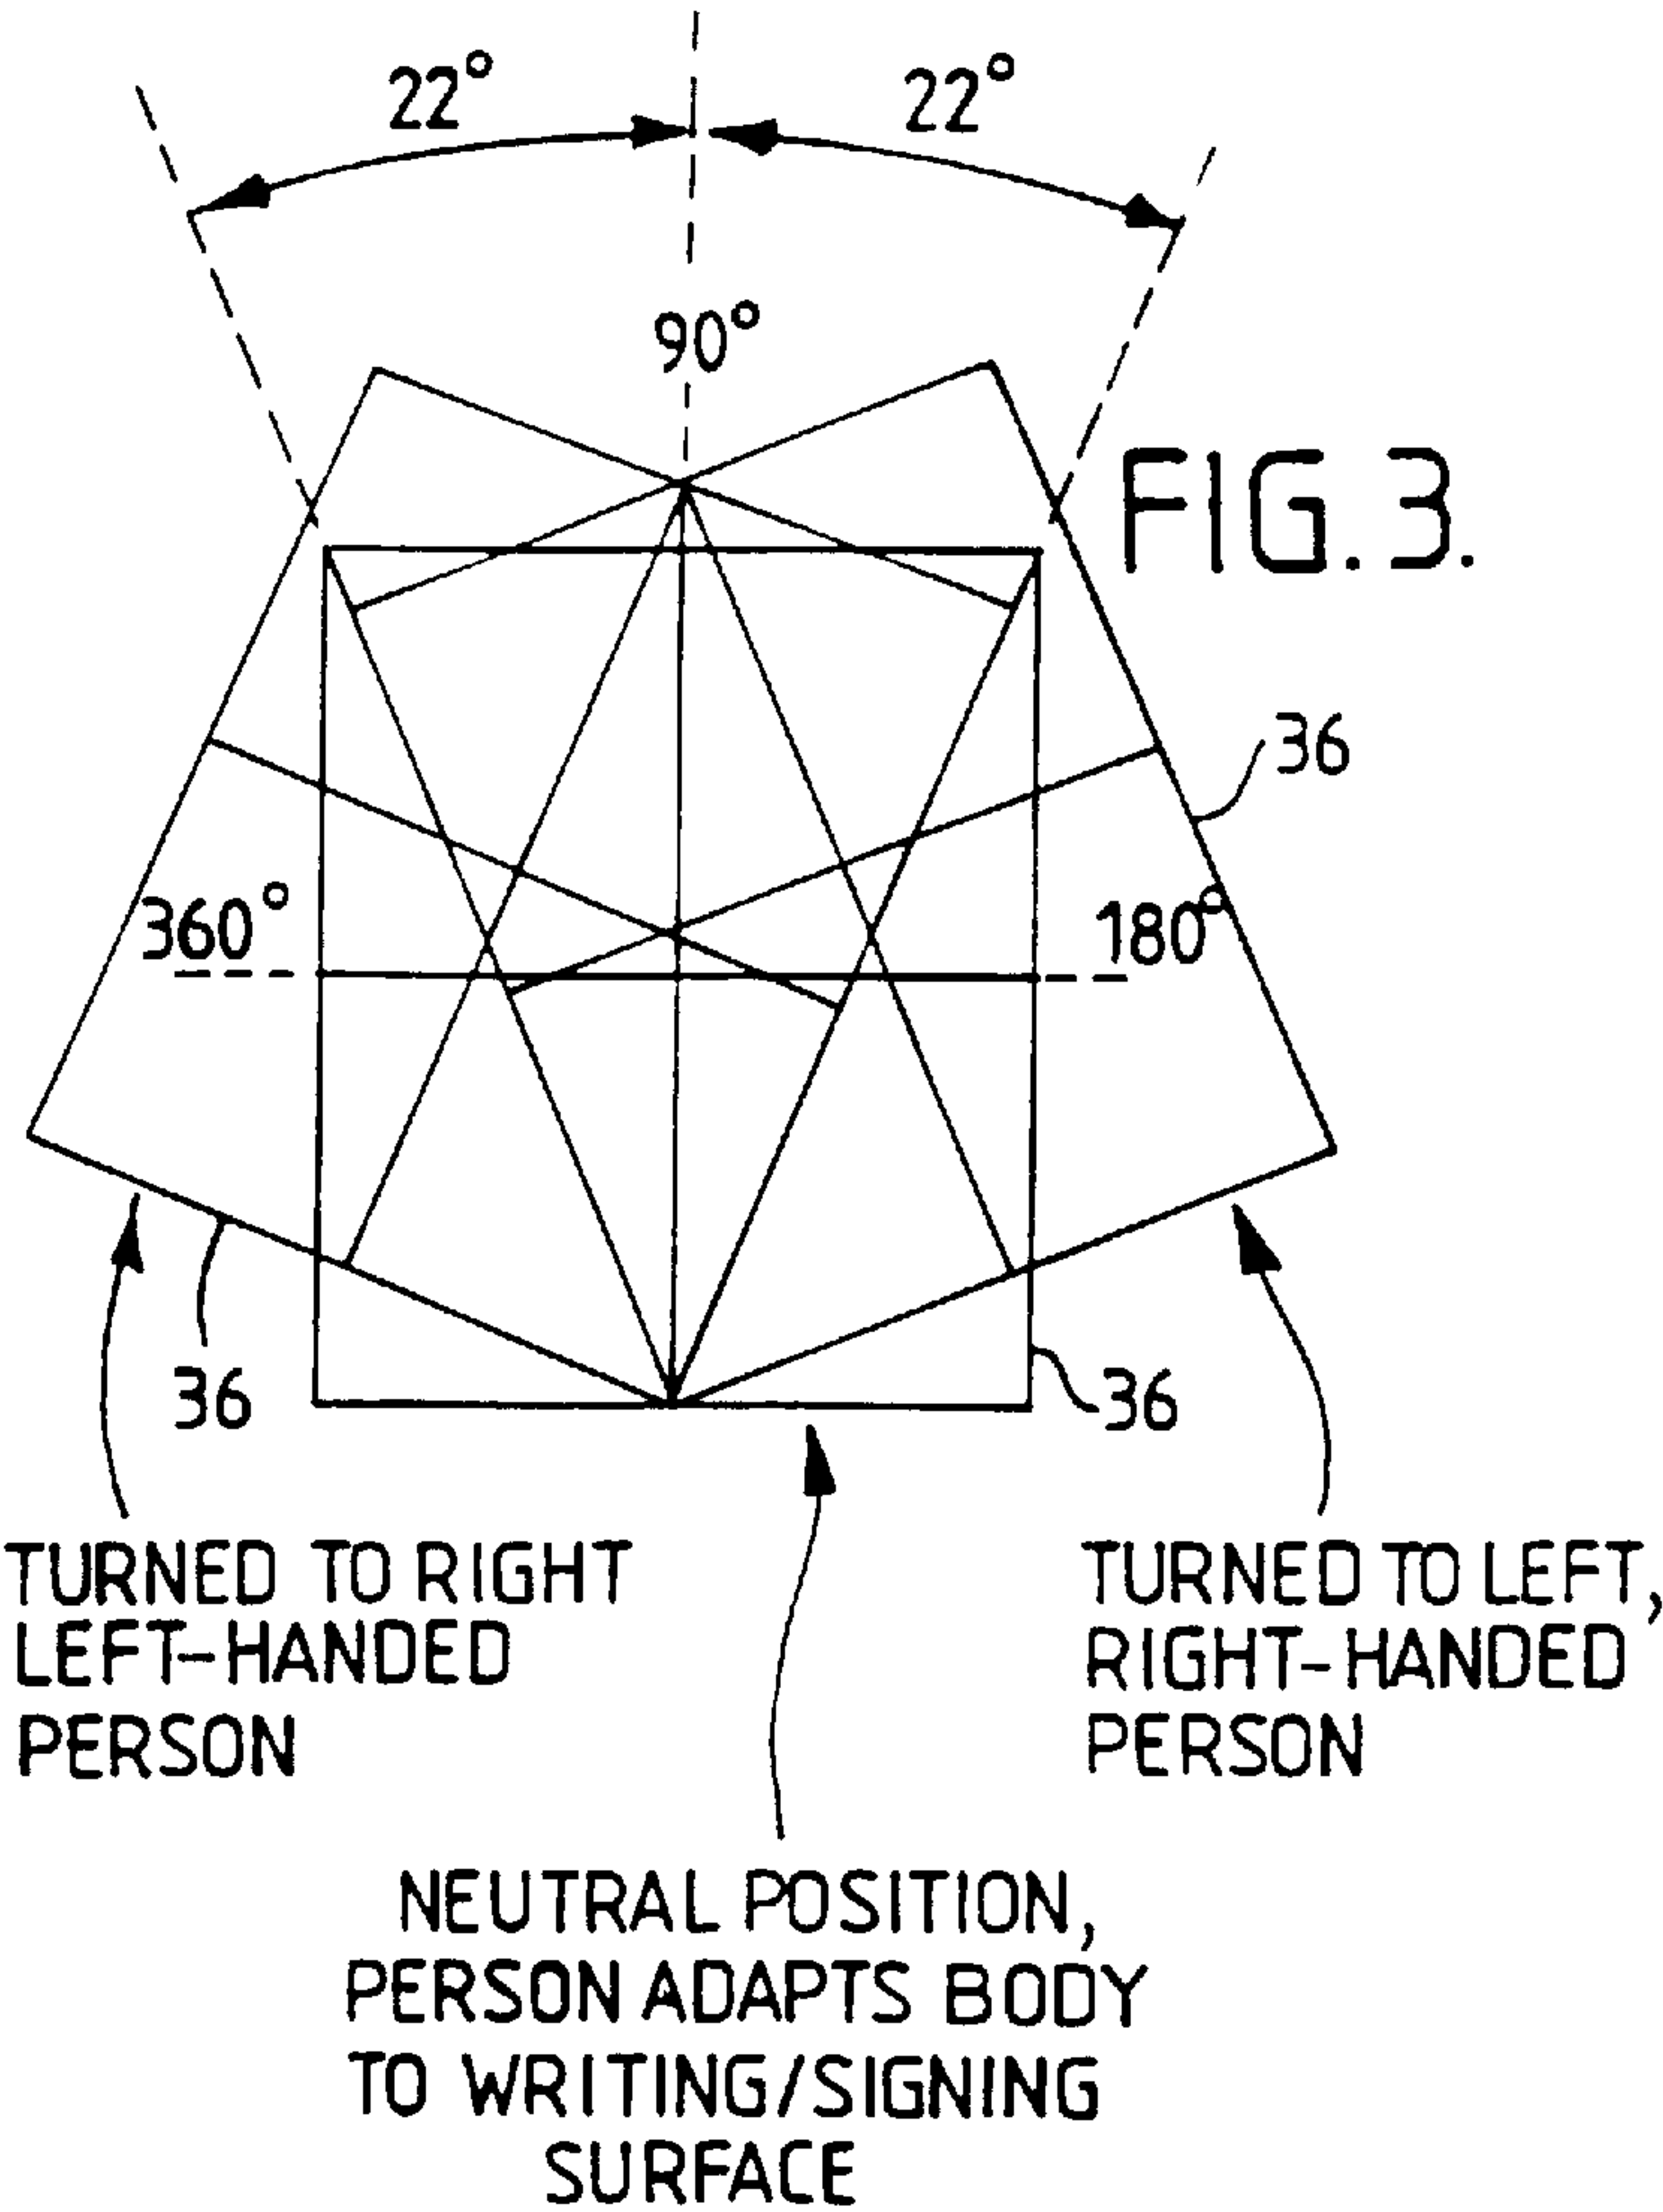 22° 22°
90°
FIG. 3.
36
360° 180°
36 36
TURNED TO RIGHT
LEFT-HANDED
PERSON
TURNED TO LEFT,
RIGHT-HANDED
PERSON
NEUTRAL POSITION,
PERSON ADAPTS BODY
TO WRITING/SIGNING
SURFACE